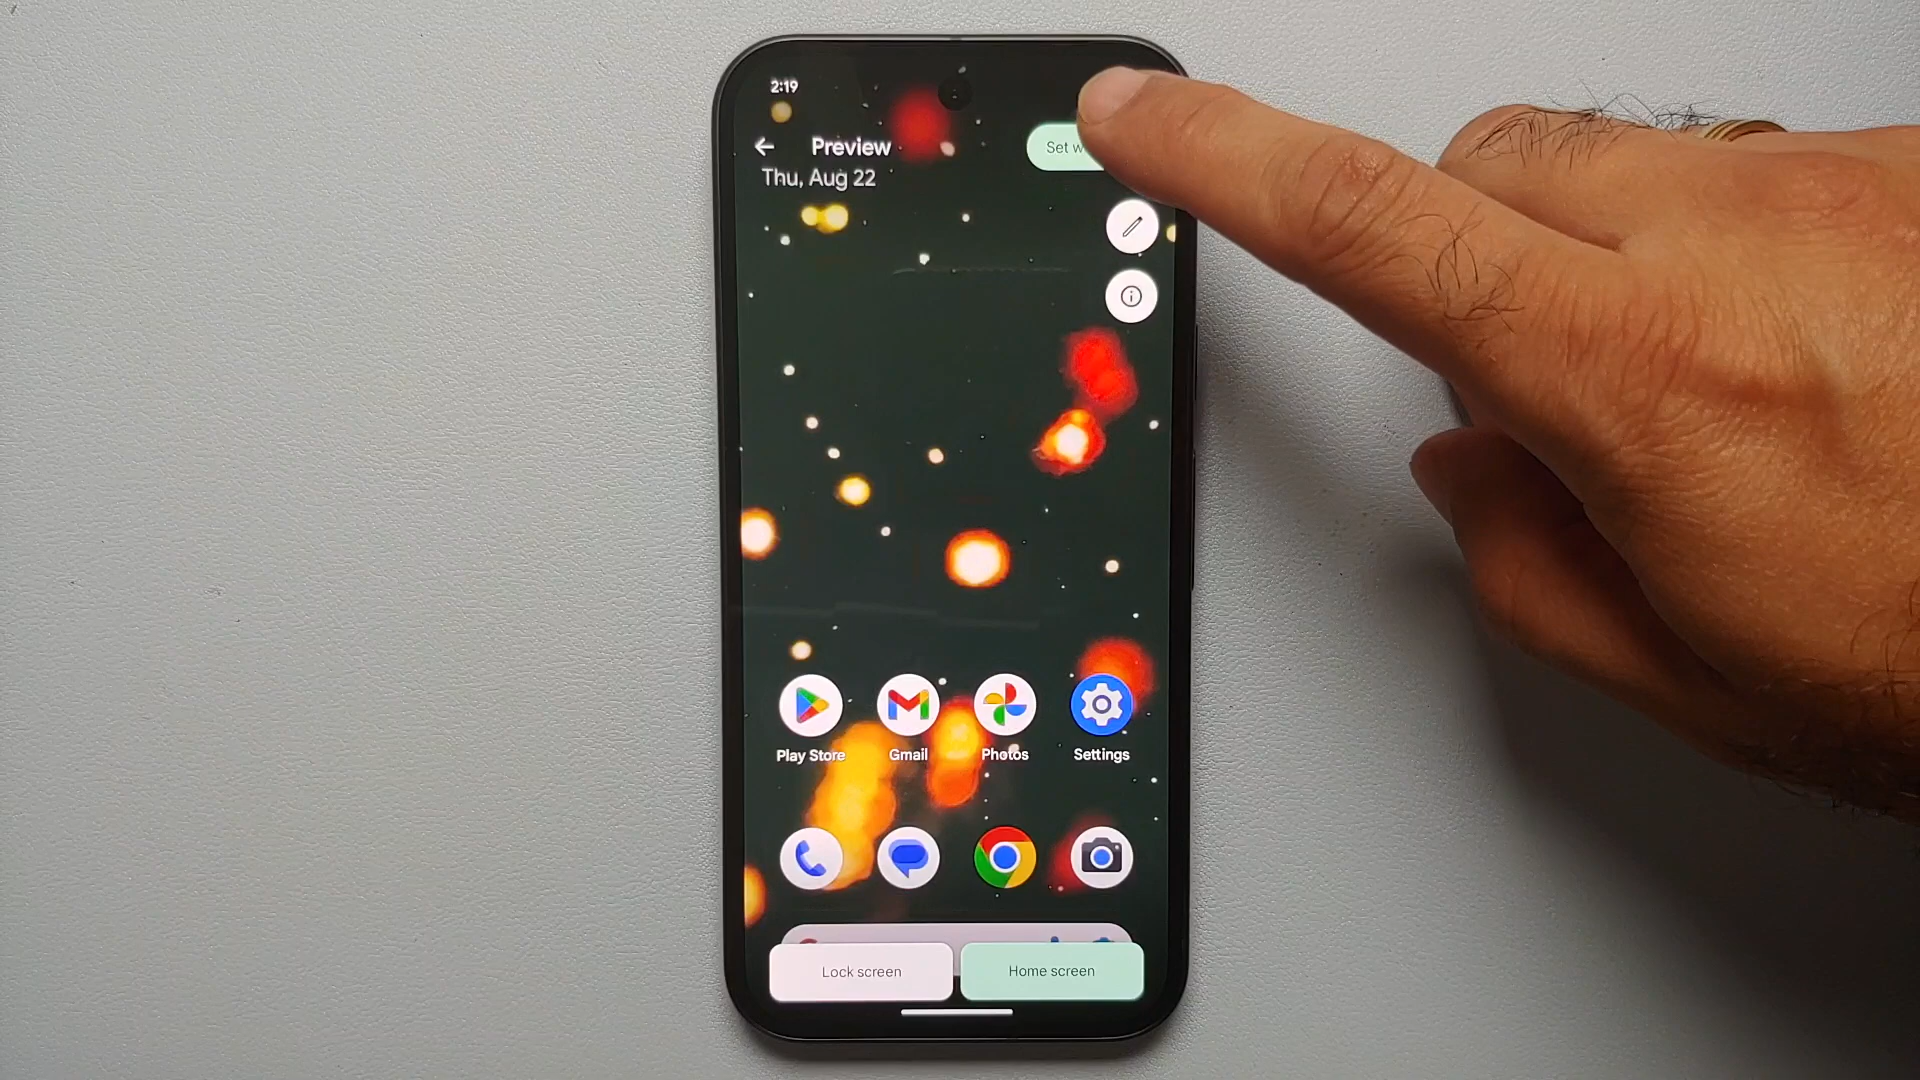 2:19
Preview
Set w
Thu, Aug 22
Play Store
Gmail
Photos
Settings
Lock screen
Home screen